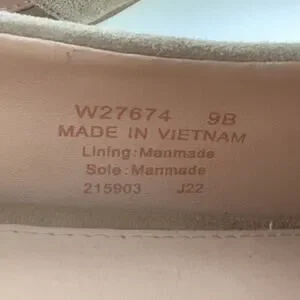 W27674 9B
MADE IN VIETNAM
Lining:Manmade
Sole:Manmade
215903 J22